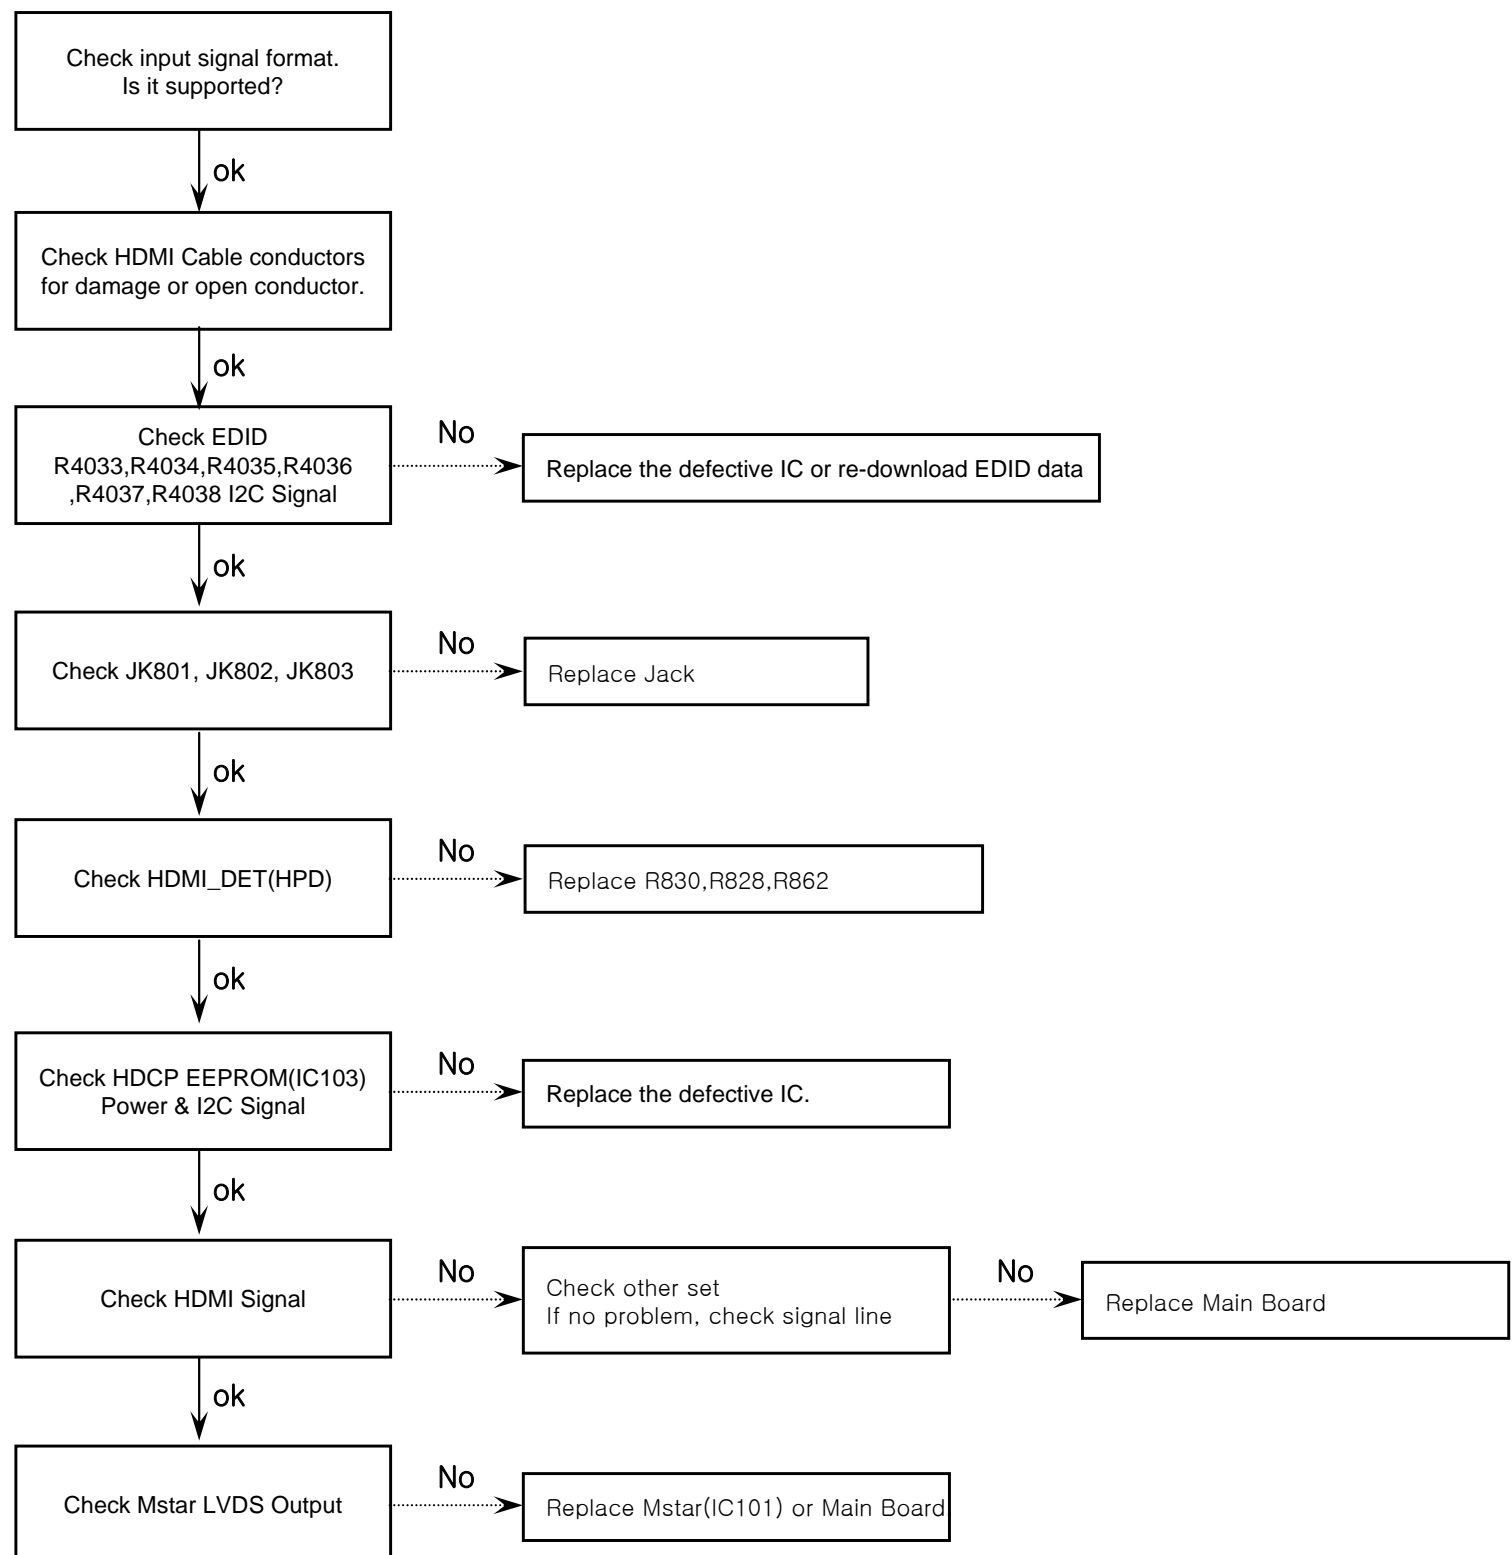 Check input signal format.
Is it supported?
ok
Check HDMI Cable conductors
for damage or open conductor.
ok
Check EDID
R4033,R4034,R4035,R4036
,R4037,R4038 I2C Signal
No
Replace the defective IC or re-download EDID data
ok
Check JK801, JK802, JK803
No
Replace Jack
ok
Check HDMI_DET(HPD)
No
Replace R830,R828,R862
ok
Check HDCP EEPROM(IC103)
Power & I2C Signal
No
Replace the defective IC.
ok
Check HDMI Signal
No
Check other set
If no problem, check signal line
No
Replace Main Board
ok
Check Mstar LVDS Output
No
Replace Mstar(IC101) or Main Board